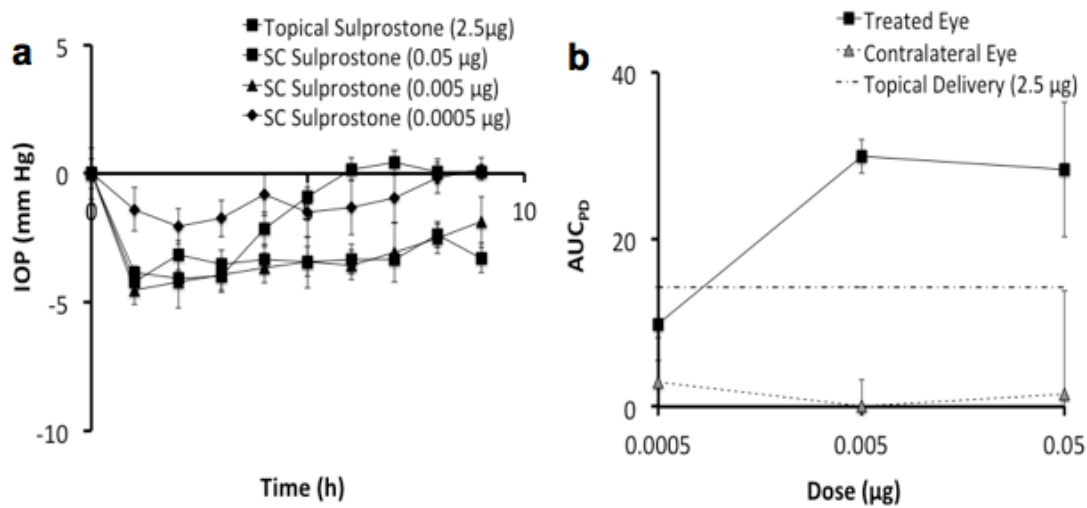 a
Topical Sulprostone (2.5µg)
SC Sulprostone (0.05 µg)
SC Sulprostone (0.005 µg)
SC Sulprostone (0.0005 µg)
5
0
-5
-10
0
10
IOP (mm Hg)
Time (h)
b
Treated Eye
Contralateral Eye
Topical Delivery (2.5 µg)
40
20
0
0.0005
0.005
0.05
AUCPD
Dose (µg)